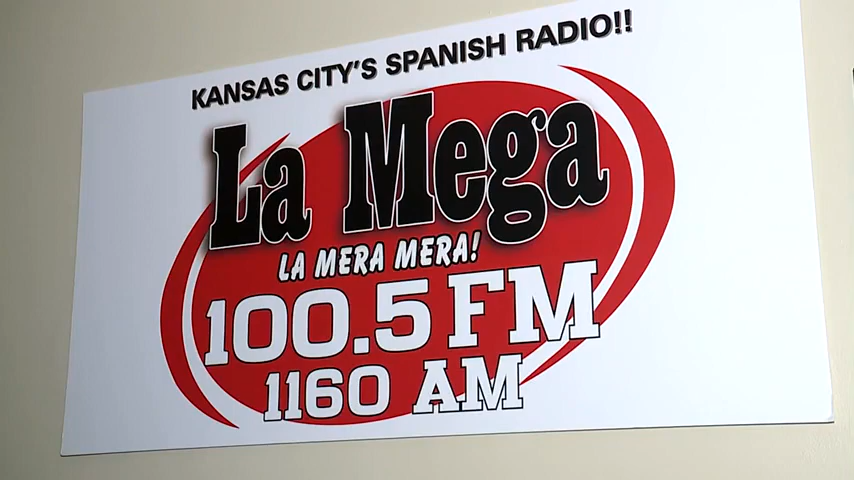 KANSAS CITY'S SPANISH RADIO!!
La Mega
LA MERA MERA!
100.5 FM
1160 AM